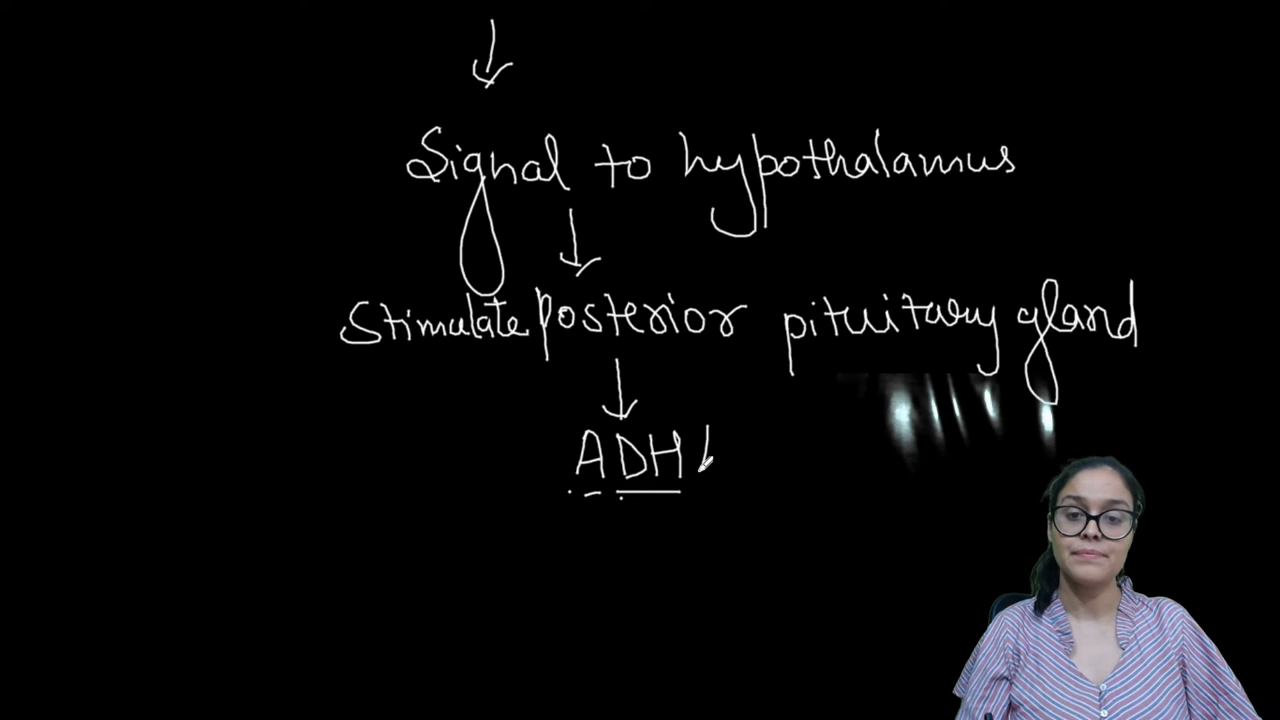 ↓
Signal to hypothalamus
↓
Stimulate posterior pituitary gland
↓
ADH